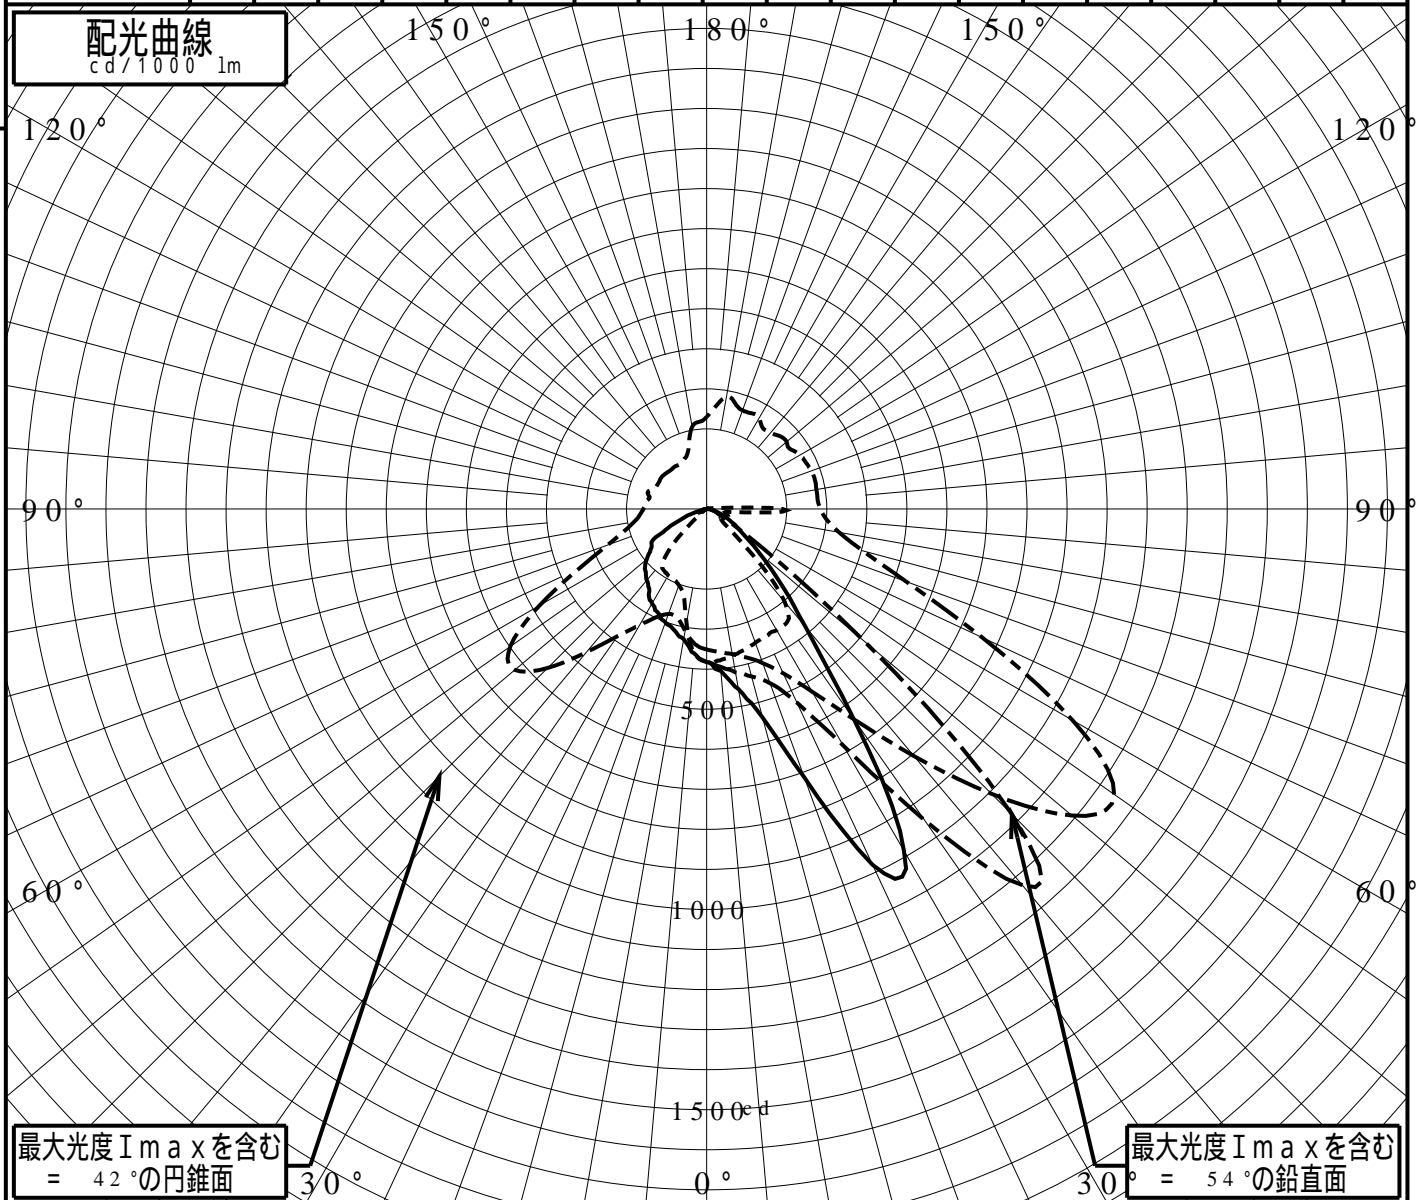 配光曲線
cd/1000 lm
150° 180° 150°
120° 120°
90° 90°
500
60° 60°
1000
1500cd
最大光度Ｉｍａｘを含む
= 42°の円錐面
30° 0° 30°
最大光度Ｉｍａｘを含む
= 54°の鉛直面